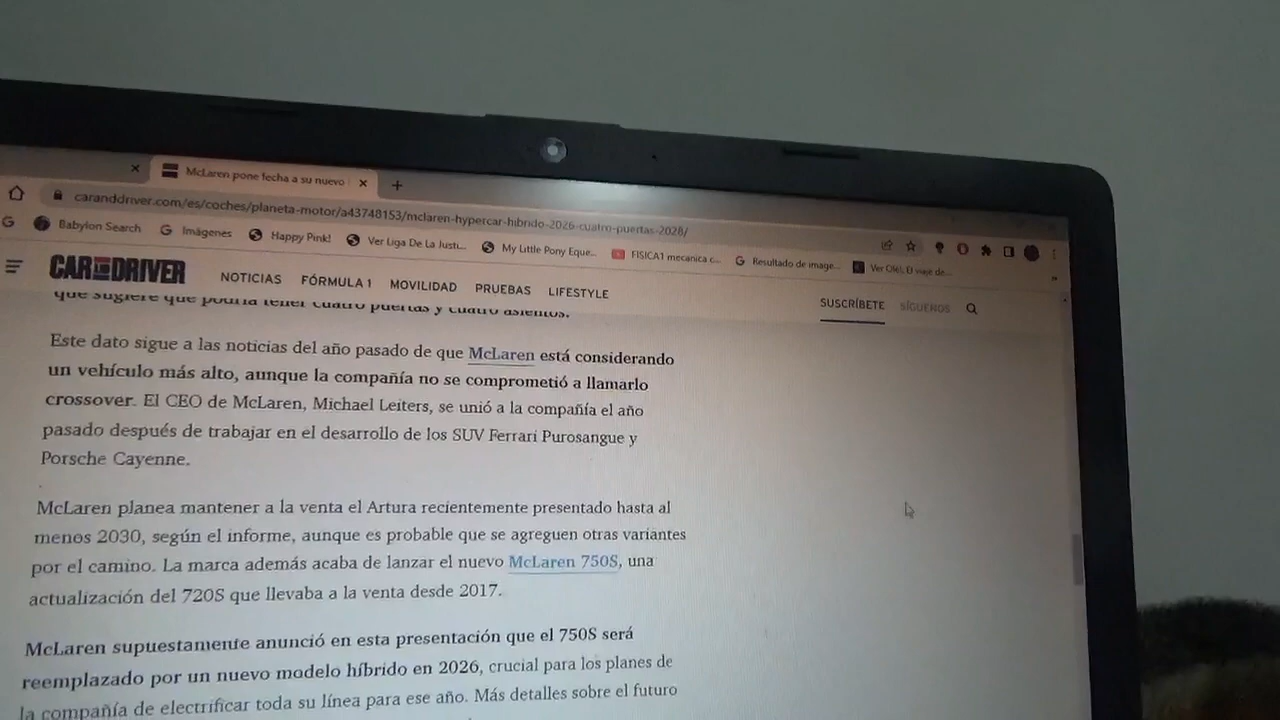 McLaren pone fecha a su nuevo
caranddriver.com/es/coches/planeta-motor/a43748153/mclaren-hypercar-hibrido-2026-cuatro-puertas-2028/
Babylon Search Imágenes Happy Pink! Ver Liga De La Justi... My Little Pony Eque... FISICA1 mecanica c... Resultado de image... Ver Olé!, El viaje de...
CAR AND DRIVER NOTICIAS FÓRMULA 1 MOVILIDAD PRUEBAS LIFESTYLE SUSCRÍBETE SÍGUENOS
que sugiere que podría tener cuatro puertas y cuatro asientos.
Este dato sigue a las noticias del año pasado de que McLaren está considerando
un vehículo más alto, aunque la compañía no se comprometió a llamarlo
crossover. El CEO de McLaren, Michael Leiters, se unió a la compañía el año
pasado después de trabajar en el desarrollo de los SUV Ferrari Purosangue y
Porsche Cayenne.
McLaren planea mantener a la venta el Artura recientemente presentado hasta al
menos 2030, según el informe, aunque es probable que se agreguen otras variantes
por el camino. La marca además acaba de lanzar el nuevo McLaren 750S, una
actualización del 720S que llevaba a la venta desde 2017.
McLaren supuestamente anunció en esta presentación que el 750S será
reemplazado por un nuevo modelo híbrido en 2026, crucial para los planes de
la compañía de electrificar toda su línea para ese año. Más detalles sobre el futuro